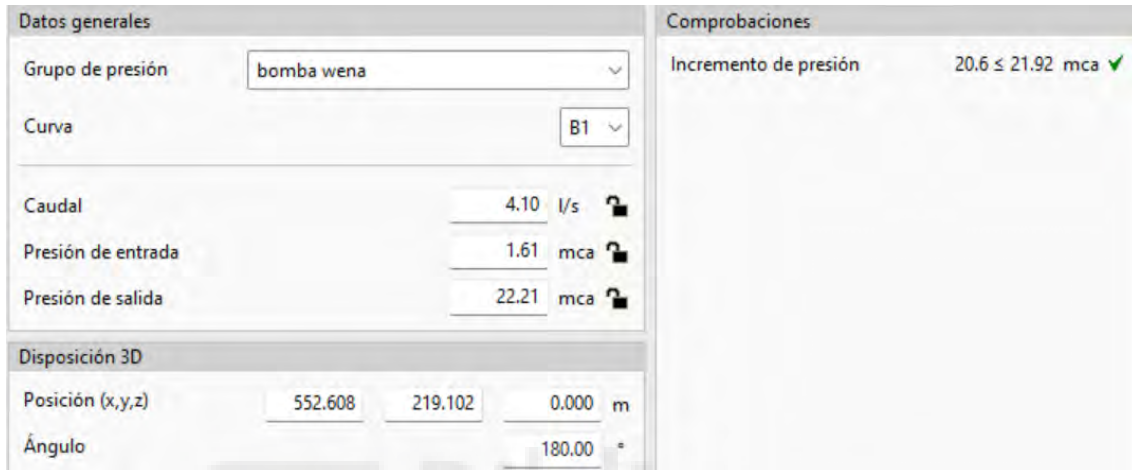 Datos generales
Grupo de presión bomba wena
Curva B1
Caudal 4.10 l/s
Presión de entrada 1.61 mca
Presión de salida 22.21 mca
Disposición 3D
Posición (x,y,z) 552.608 219.102 0.000 m
Ángulo 180.00 °
Comprobaciones
Incremento de presión 20.6 ≤ 21.92 mca ✔